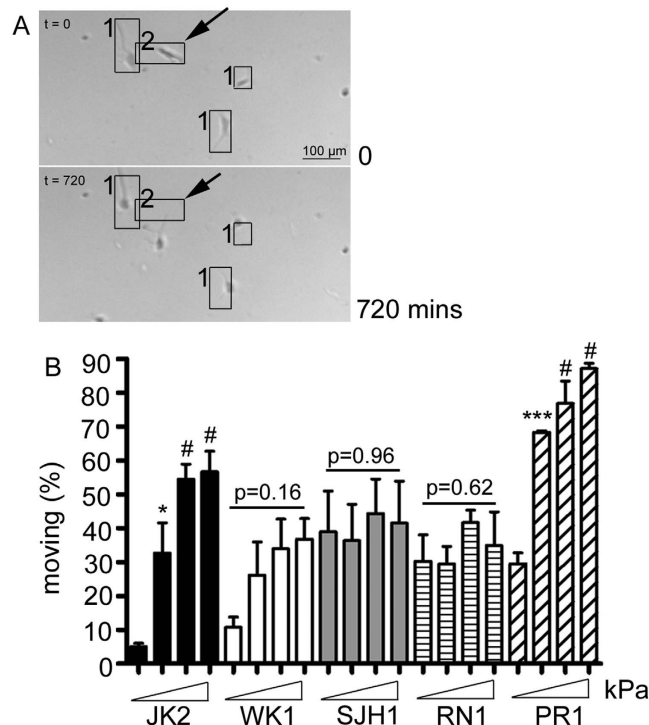 A
t = 0
1
2
1
1
100 µm
0
t = 720
1
2
1
1
720 mins
B
moving (%)
90
80
70
60
50
40
30
20
10
0
*
#
#
p=0.16
p=0.96
p=0.62
***
#
#
kPa
JK2
WK1
SJH1
RN1
PR1